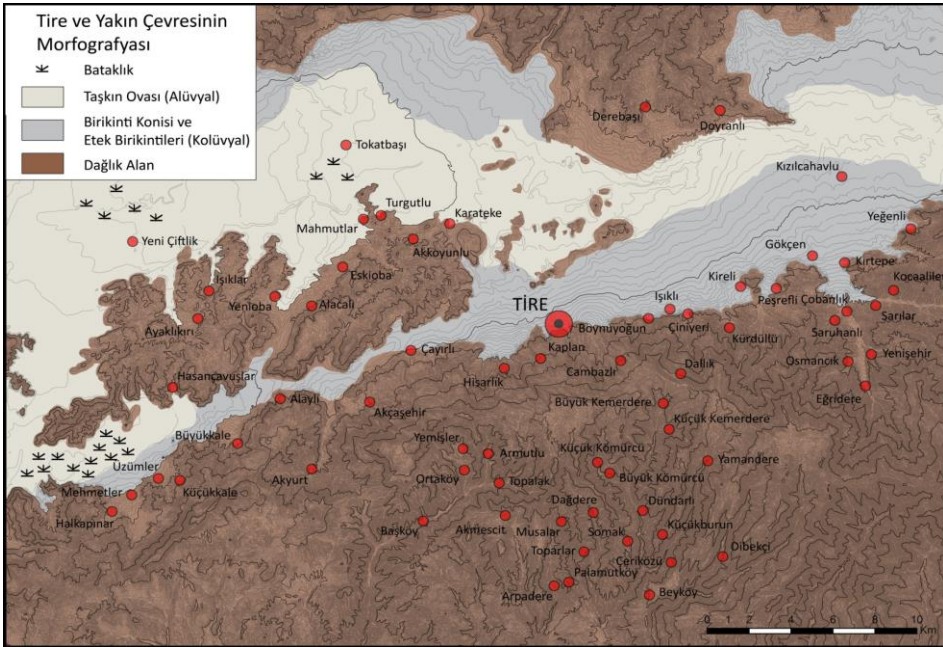 Tire ve Yakın Çevresinin
Morfografyası
Bataklık
Taşkın Ovası (Alüvyal)
Birikinti Konisi ve
Etek Birikintileri (Kolüvyal)
Dağlık Alan
Derebaşı
Doyranlı
Tokatbaşı
Kızılcahavlu
Turgutlu
Karateke
Mahmutlar
Yeğenli
Yeni Çiftlik
Akkoyunlu
Gökçen
Kırtepe
Eskioba
Kireli
Kocaaliler
Işıklar
Yenioba
Alacalı
TİRE
Işıklı
Peşrefli
Çobanlık
Sarılar
Ayaklıkırı
Boynuyoğun
Çiniyeri
Kürdüllü
Saruhanlı
Çayırlı
Kaplan
Yenişehir
Hisarlık
Cambazlı
Dallık
Osmancık
Hasançavuşlar
Eğridere
Alaylı
Akçaşehir
Büyük Kemerdere
Küçük Kemerdere
Büyükkale
Yemişler
Armutlu
Küçük Kömürcü
Yamandere
Üzümler
Akyurt
Ortaköy
Topalak
Büyük Kömürcü
Mehmetler
Küçükkale
Dağdere
Dündarlı
Halkapınar
Başköy
Akmescit
Musalar
Somak
Küçükburun
Toparlar
Çeriközü
Dibekçi
Palamutköy
Arpadere
Beyköy
0 1 2 4 6 8 10
Km